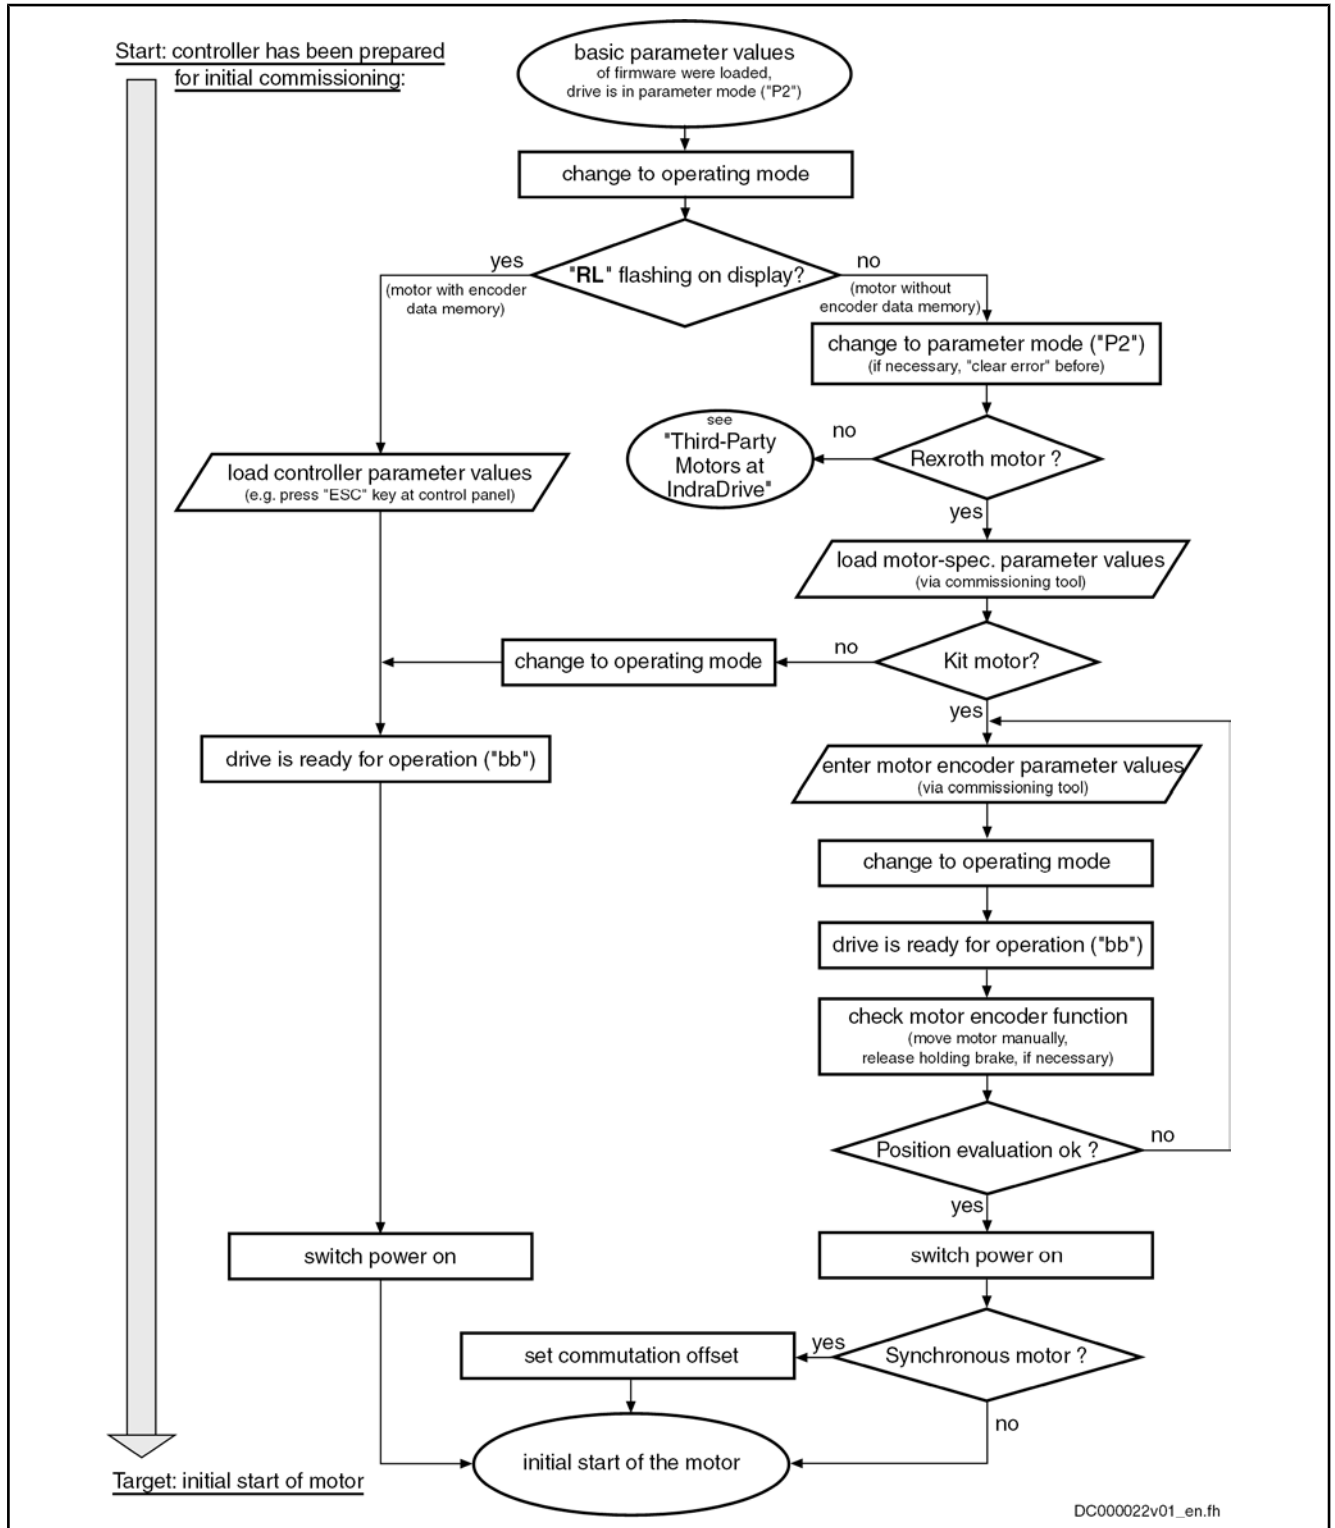 Start: controller has been prepared
for initial commissioning:
basic parameter values
of firmware were loaded,
drive is in parameter mode ("P2")
change to operating mode
"RL" flashing on display?
yes
(motor with encoder
data memory)
no
(motor without
encoder data memory)
change to parameter mode ("P2")
(if necessary, "clear error" before)
Rexroth motor ?
no
see
"Third-Party
Motors at
IndraDrive"
load controller parameter values
(e.g. press "ESC" key at control panel)
yes
load motor-spec. parameter values
(via commissioning tool)
Kit motor?
no
change to operating mode
yes
drive is ready for operation ("bb")
enter motor encoder parameter values
(via commissioning tool)
change to operating mode
drive is ready for operation ("bb")
check motor encoder function
(move motor manually,
release holding brake, if necessary)
Position evaluation ok ?
no
yes
switch power on
switch power on
Synchronous motor ?
yes
set commutation offset
no
initial start of the motor
Target: initial start of motor
DC000022v01_en.fh